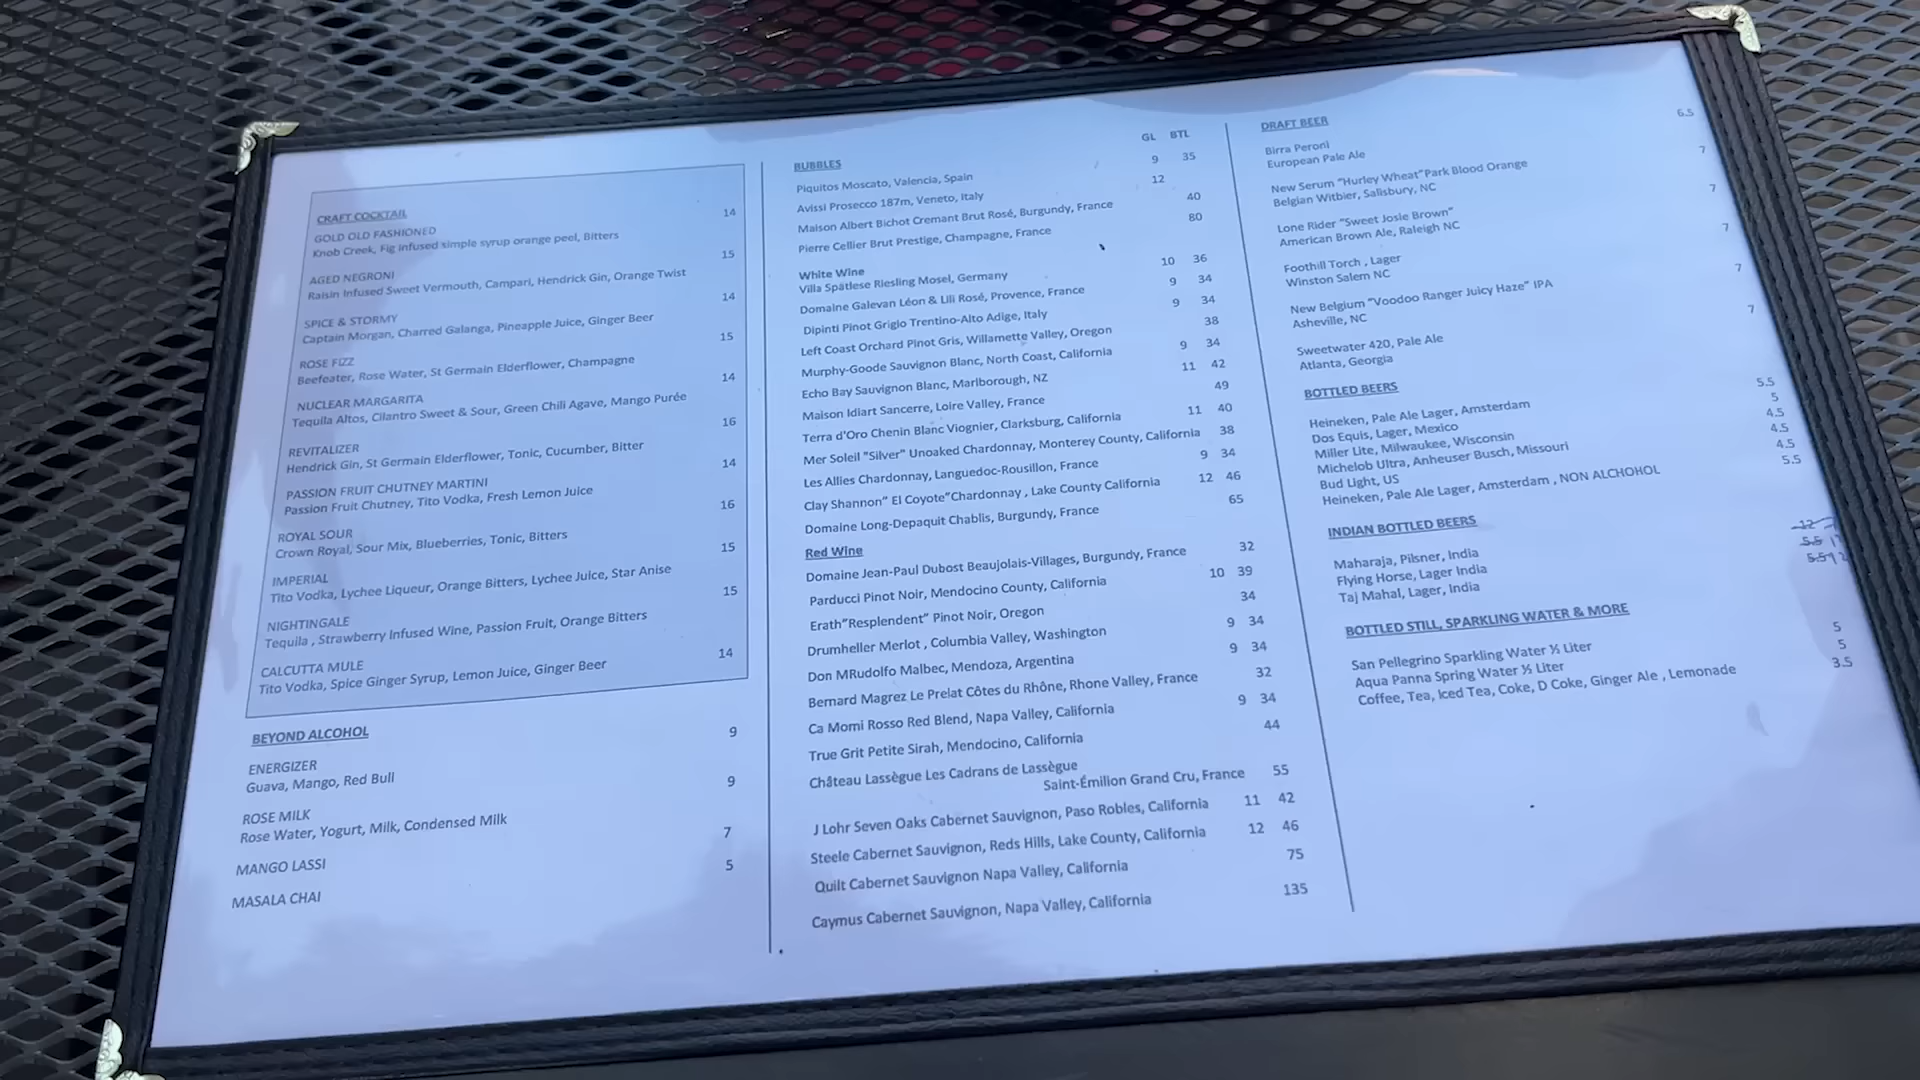 CRAFT COCKTAIL
GOLD OLD FASHIONED 14
Knob Creek, Fig infused simple syrup orange peel, Bitters
AGED NEGRONI 15
Raisin Infused Sweet Vermouth, Campari, Hendrick Gin, Orange Twist
SPICE & STORMY 14
Captain Morgan, Charred Galanga, Pineapple Juice, Ginger Beer
ROSE FIZZ 15
Beefeater, Rose Water, St Germain Elderflower, Champagne
NUCLEAR MARGARITA 14
Tequila Altos, Cilantro Sweet & Sour, Green Chili Agave, Mango Purée
REVITALIZER 16
Hendrick Gin, St Germain Elderflower, Tonic, Cucumber, Bitter
PASSION FRUIT CHUTNEY MARTINI 14
Passion Fruit Chutney, Tito Vodka, Fresh Lemon Juice
ROYAL SOUR 16
Crown Royal, Sour Mix, Blueberries, Tonic, Bitters
IMPERIAL 15
Tito Vodka, Lychee Liqueur, Orange Bitters, Lychee Juice, Star Anise
NIGHTINGALE 15
Tequila , Strawberry Infused Wine, Passion Fruit, Orange Bitters
CALCUTTA MULE 14
Tito Vodka, Spice Ginger Syrup, Lemon Juice, Ginger Beer
BEYOND ALCOHOL
ENERGIZER 9
Guava, Mango, Red Bull
ROSE MILK 9
Rose Water, Yogurt, Milk, Condensed Milk
MANGO LASSI 7
MASALA CHAI 5
GL BTL
BUBBLES
Piquitos Moscato, Valencia, Spain 9 35
Avissi Prosecco 187m, Veneto, Italy 12
Maison Albert Bichot Cremant Brut Rosé, Burgundy, France 40
Pierre Cellier Brut Prestige, Champagne, France 80
White Wine
Villa Spätlese Riesling Mosel, Germany 10 36
Domaine Galevan Léon & Lili Rosé, Provence, France 9 34
Dipinti Pinot Grigio Trentino-Alto Adige, Italy 9 34
Left Coast Orchard Pinot Gris, Willamette Valley, Oregon 38
Murphy-Goode Sauvignon Blanc, North Coast, California 9 34
Echo Bay Sauvignon Blanc, Marlborough, NZ 11 42
Maison Idiart Sancerre, Loire Valley, France 49
Terra d'Oro Chenin Blanc Viognier, Clarksburg, California 11 40
Mer Soleil "Silver" Unoaked Chardonnay, Monterey County, California 38
Les Allies Chardonnay, Languedoc-Rousillon, France 9 34
Clay Shannon" El Coyote"Chardonnay , Lake County California 12 46
Domaine Long-Depaquit Chablis, Burgundy, France 65
Red Wine
Domaine Jean-Paul Dubost Beaujolais-Villages, Burgundy, France 32
Parducci Pinot Noir, Mendocino County, California 10 39
Erath"Resplendent" Pinot Noir, Oregon 34
Drumheller Merlot , Columbia Valley, Washington 9 34
Don MRudolfo Malbec, Mendoza, Argentina 9 34
Bernard Magrez Le Prelat Côtes du Rhône, Rhone Valley, France 32
Ca Momi Rosso Red Blend, Napa Valley, California 9 34
True Grit Petite Sirah, Mendocino, California 44
Château Lassègue Les Cadrans de Lassègue
Saint-Émilion Grand Cru, France 55
J Lohr Seven Oaks Cabernet Sauvignon, Paso Robles, California 11 42
Steele Cabernet Sauvignon, Reds Hills, Lake County, California 12 46
Quilt Cabernet Sauvignon Napa Valley, California 75
Caymus Cabernet Sauvignon, Napa Valley, California 135
DRAFT BEER
Birra Peroni 6.5
European Pale Ale
New Serum "Hurley Wheat"Park Blood Orange 7
Belgian Witbier, Salisbury, NC
Lone Rider "Sweet Josie Brown" 7
American Brown Ale, Raleigh NC
Foothill Torch , Lager 7
Winston Salem NC
New Belgium "Voodoo Ranger Juicy Haze" IPA 7
Asheville, NC
Sweetwater 420, Pale Ale 7
Atlanta, Georgia
BOTTLED BEERS
Heineken, Pale Ale Lager, Amsterdam 5.5
Dos Equis, Lager, Mexico 5
Miller Lite, Milwaukee, Wisconsin 4.5
Michelob Ultra, Anheuser Busch, Missouri 4.5
Bud Light, US 4.5
Heineken, Pale Ale Lager, Amsterdam , NON ALCHOHOL 5.5
INDIAN BOTTLED BEERS
Maharaja, Pilsner, India 12
Flying Horse, Lager India 5.5
Taj Mahal, Lager, India 5.5 12
BOTTLED STILL, SPARKLING WATER & MORE
San Pellegrino Sparkling Water ½ Liter 5
Aqua Panna Spring Water ½ Liter 5
Coffee, Tea, Iced Tea, Coke, D Coke, Ginger Ale , Lemonade 3.5